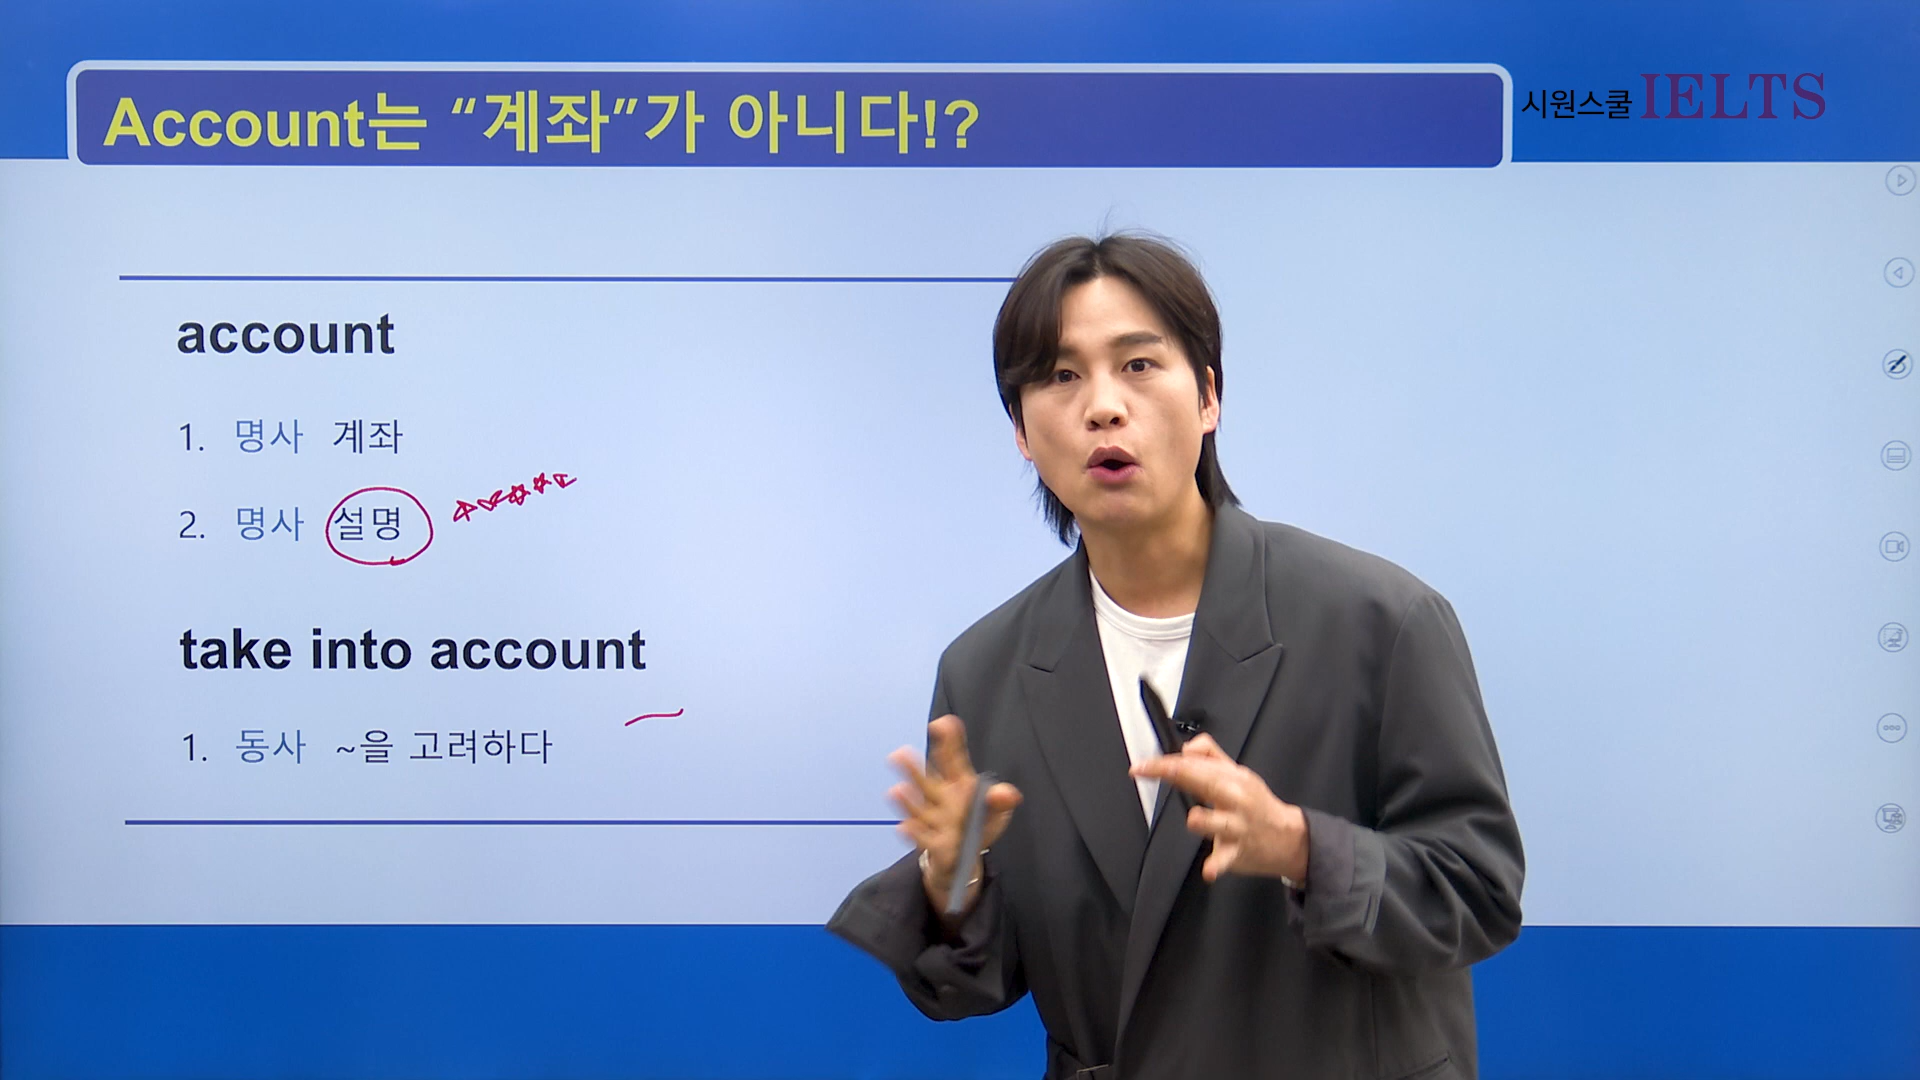 Account는 “계좌”가 아니다!?
시원스쿨 IELTS
account
1. 명사 계좌
2. 명사 설명
take into account
1. 동사 ~을 고려하다